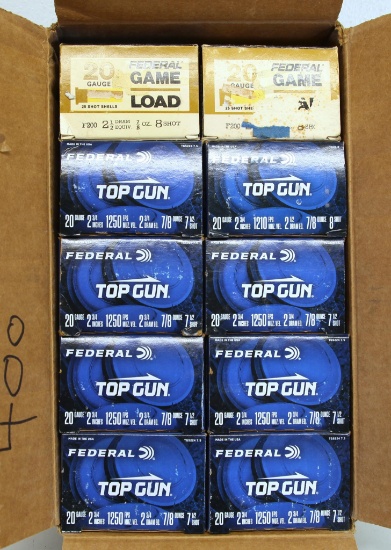 20 GAUGE FEDERAL GAME LOAD
25 SHOT SHELLS
F200 2 1/2 DRAM EQUIV. 7/8 OZ. 8 SHOT
20 GAUGE FEDERAL GAME
25 SHOT
F200
FEDERAL
TOP GUN
20 GAUGE 2 3/4 INCHES 1250 FPS MUZ. VEL. 2 1/2 DRAM EQ. 7/8 OUNCE 7 1/2 SHOT
FEDERAL
TOP GUN
20 GAUGE 2 3/4 INCHES 1210 FPS MUZ. VEL. 2 1/2 DRAM EQ. 7/8 OUNCE 8 SHOT
FEDERAL
TOP GUN
20 GAUGE 2 3/4 INCHES 1250 FPS MUZ. VEL. 2 1/2 DRAM EQ. 7/8 OUNCE 7 1/2 SHOT
FEDERAL
TOP GUN
20 GAUGE 2 3/4 INCHES 1250 FPS MUZ. VEL. 2 1/2 DRAM EQ. 7/8 OUNCE 7 1/2 SHOT
FEDERAL
TOP GUN
20 GAUGE 2 3/4 INCHES 1250 FPS MUZ. VEL. 2 1/2 DRAM EQ. 7/8 OUNCE 7 1/2 SHOT
FEDERAL
TOP GUN
20 GAUGE 2 3/4 INCHES 1250 FPS MUZ. VEL. 2 1/2 DRAM EQ. 7/8 OUNCE 7 1/2 SHOT
MADE IN THE USA
FEDERAL
TOP GUN
20 GAUGE 2 3/4 INCHES 1250 FPS MUZ. VEL. 2 1/2 DRAM EQ. 7/8 OUNCE 7 1/2 SHOT
MADE IN THE USA
FEDERAL
TOP GUN
20 GAUGE 2 3/4 INCHES 1250 FPS MUZ. VEL. 2 1/2 DRAM EQ. 7/8 OUNCE 7 1/2 SHOT
400